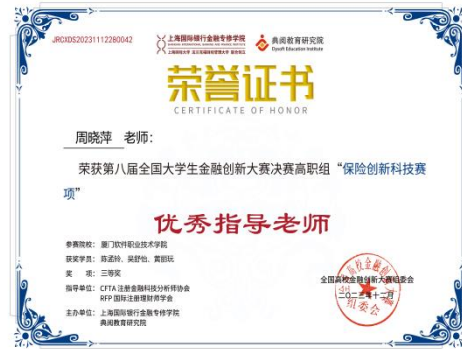 JRCXDS20231112280042
上海国际银行金融专修学院
典阅教育研究院
Dyedt Education Institute
荣誉证书
CERTIFICATE OF HONOR
周晓萍 老师：
荣获第八届全国大学生金融创新大赛决赛高职组“保险创新科技赛
项”
优秀指导老师
参赛院校： 厦门软件职业技术学院
获奖学员： 陈孟铃、吴舒怡、黄丽玩
奖 项： 三等奖
指导单位： CFTA 注册金融科技分析师协会
RFP 国际注册理财师学会
主办单位： 上海国际银行金融专修学院
典阅教育研究院
全国高校金融创新大赛组委会
二〇二三年十二月
组委会